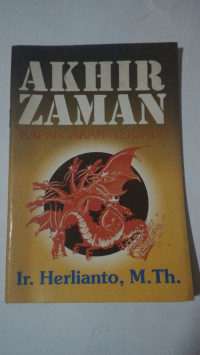 AKHIR
ZAMAN
KAPAN AKAN TERJADI?
Ir. Herlianto, M.Th.